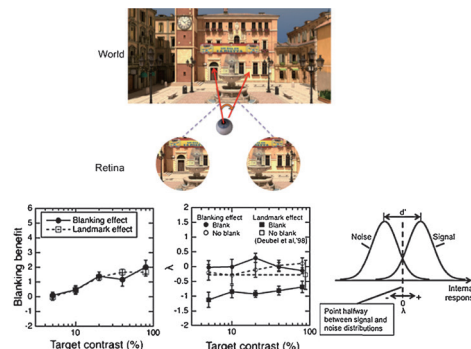 World
Retina
Blanking benefit
6
5
4
3
2
1
0
-1
Blanking effect
Landmark effect
10
100
Target contrast (%)
λ
1.5
1
0.5
0
-0.5
-1
-1.5
Blanking effect
Blank
No blank
Landmark effect
Blank
No blank
(Deubel et al,'98)
10
100
Target contrast (%)
d'
Noise
Signal
Interna
respons
- 0 +
λ
Point halfway
between signal and
noise distributions